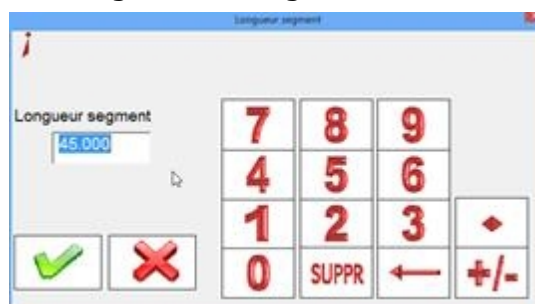 Longueur segment
i
Longueur segment
45.000
7 8 9
4 5 6
1 2 3
0 SUPPR +/-